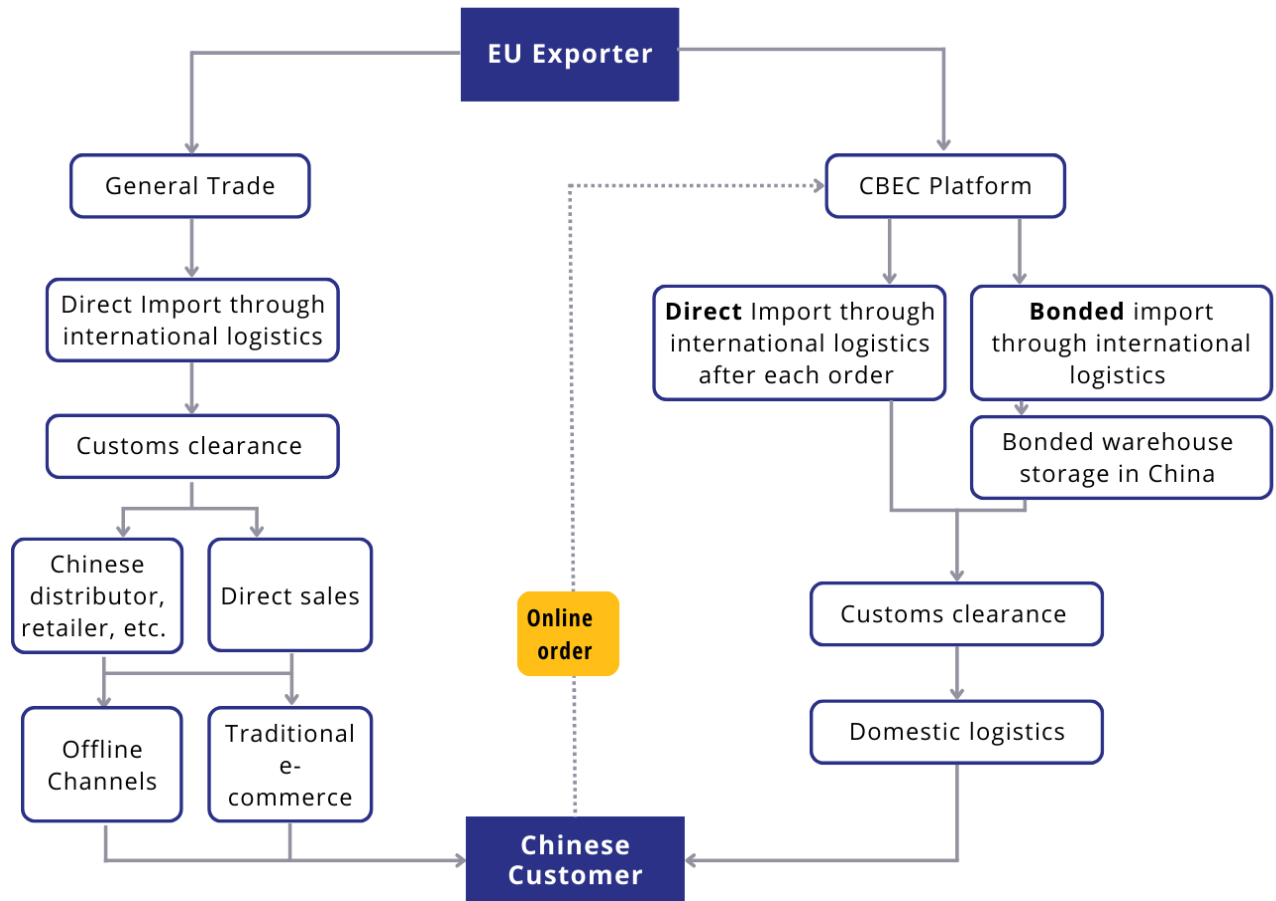 EU Exporter
General Trade
CBEC Platform
Direct Import through
international logistics
Direct Import through
international logistics
after each order
Bonded import
through international
logistics
Customs clearance
Bonded warehouse
storage in China
Chinese
distributor,
retailer, etc.
Direct sales
Online
order
Customs clearance
Offline
Channels
Traditional
e-
commerce
Domestic logistics
Chinese
Customer